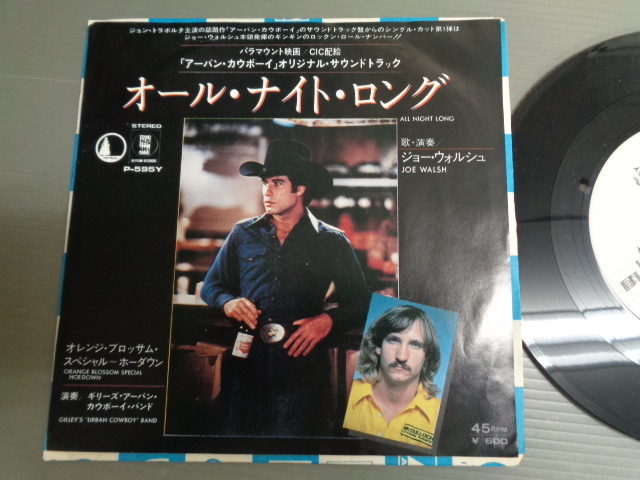 ジョン・トラボルタ主演の話題作「アーバン・カウボーイ」のサウンドトラック盤からのシングル・カット第1弾は
ジョー・ウォルシュ本領発揮のギンギンのロックン・ロール・ナンバー!!
パラマウント映画/CIC配給
「アーバン・カウボーイ」オリジナル・サウンドトラック
オール・ナイト・ロング
ALL NIGHT LONG
STEREO
P-595Y
歌・演奏/
ジョー・ウォルシュ
JOE WALSH
オレンジ・ブロッサム・
スペシャル〜ホーダウン
ORANGE BLOSSOM SPECIAL
HOEDOWN
演奏/ギリーズ・アーバン・
カウボーイ・バンド
GILLEY'S "URBAN COWBOY" BAND
McCULLOCH
45RPM
¥600